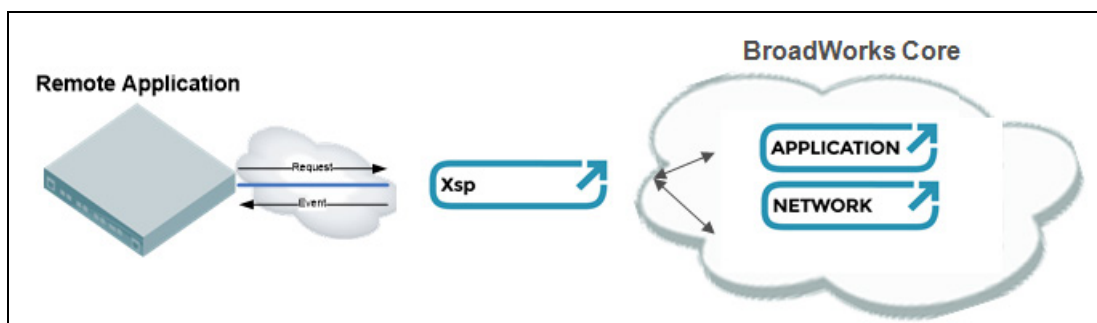 BroadWorks Core
Remote Application
Request
Event
Xsp
APPLICATION
NETWORK